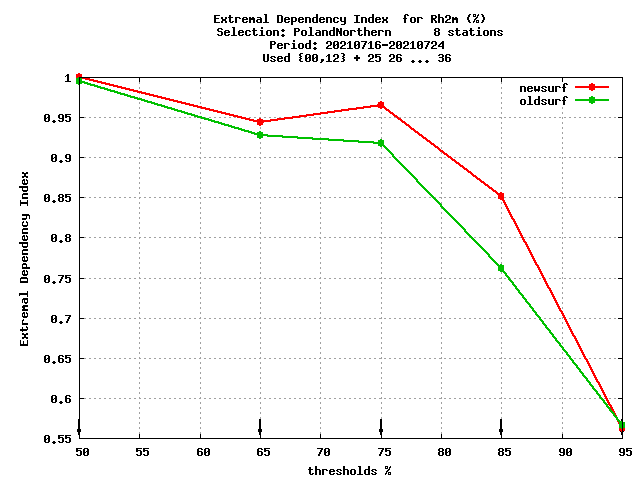 Extremal Dependency Index  for Rh2m (%)
Selection: PolandNorthern      8 stations
Period: 20210716-20210724
Used {00,12} + 25 26 ... 36
newsurf
oldsurf
1
0.95
0.9
0.85
0.8
0.75
0.7
0.65
0.6
0.55
Extremal Dependency Index
50 55 60 65 70 75 80 85 90 95
thresholds %